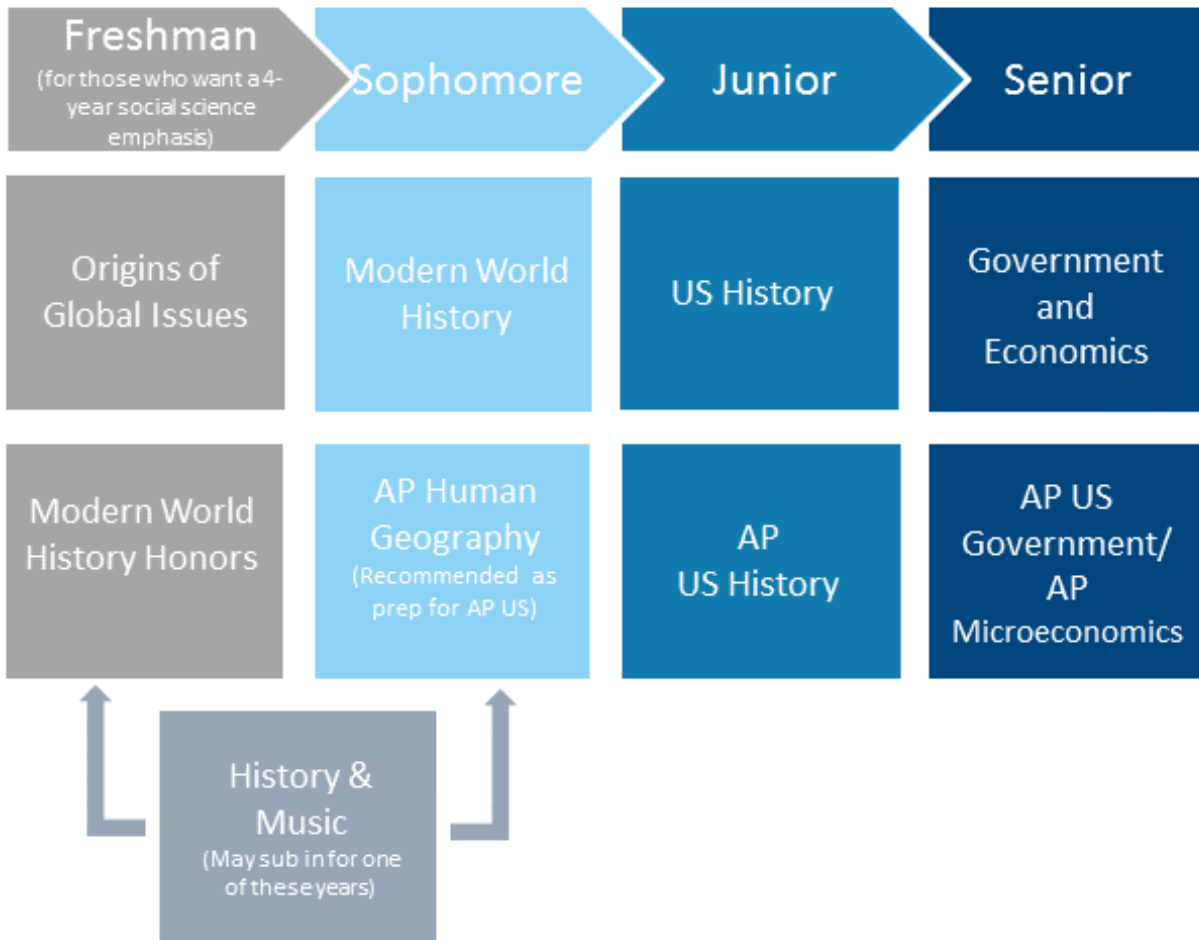 Freshman
(for those who want a 4-
year social science
emphasis)
Sophomore
Junior
Senior
Origins of
Global Issues
Modern World
History
US History
Government
and
Economics
Modern World
History Honors
AP Human
Geography
(Recommended as
prep for AP US)
AP
US History
AP US
Government/
AP
Microeconomics
History &
Music
(May sub in for one
of these years)